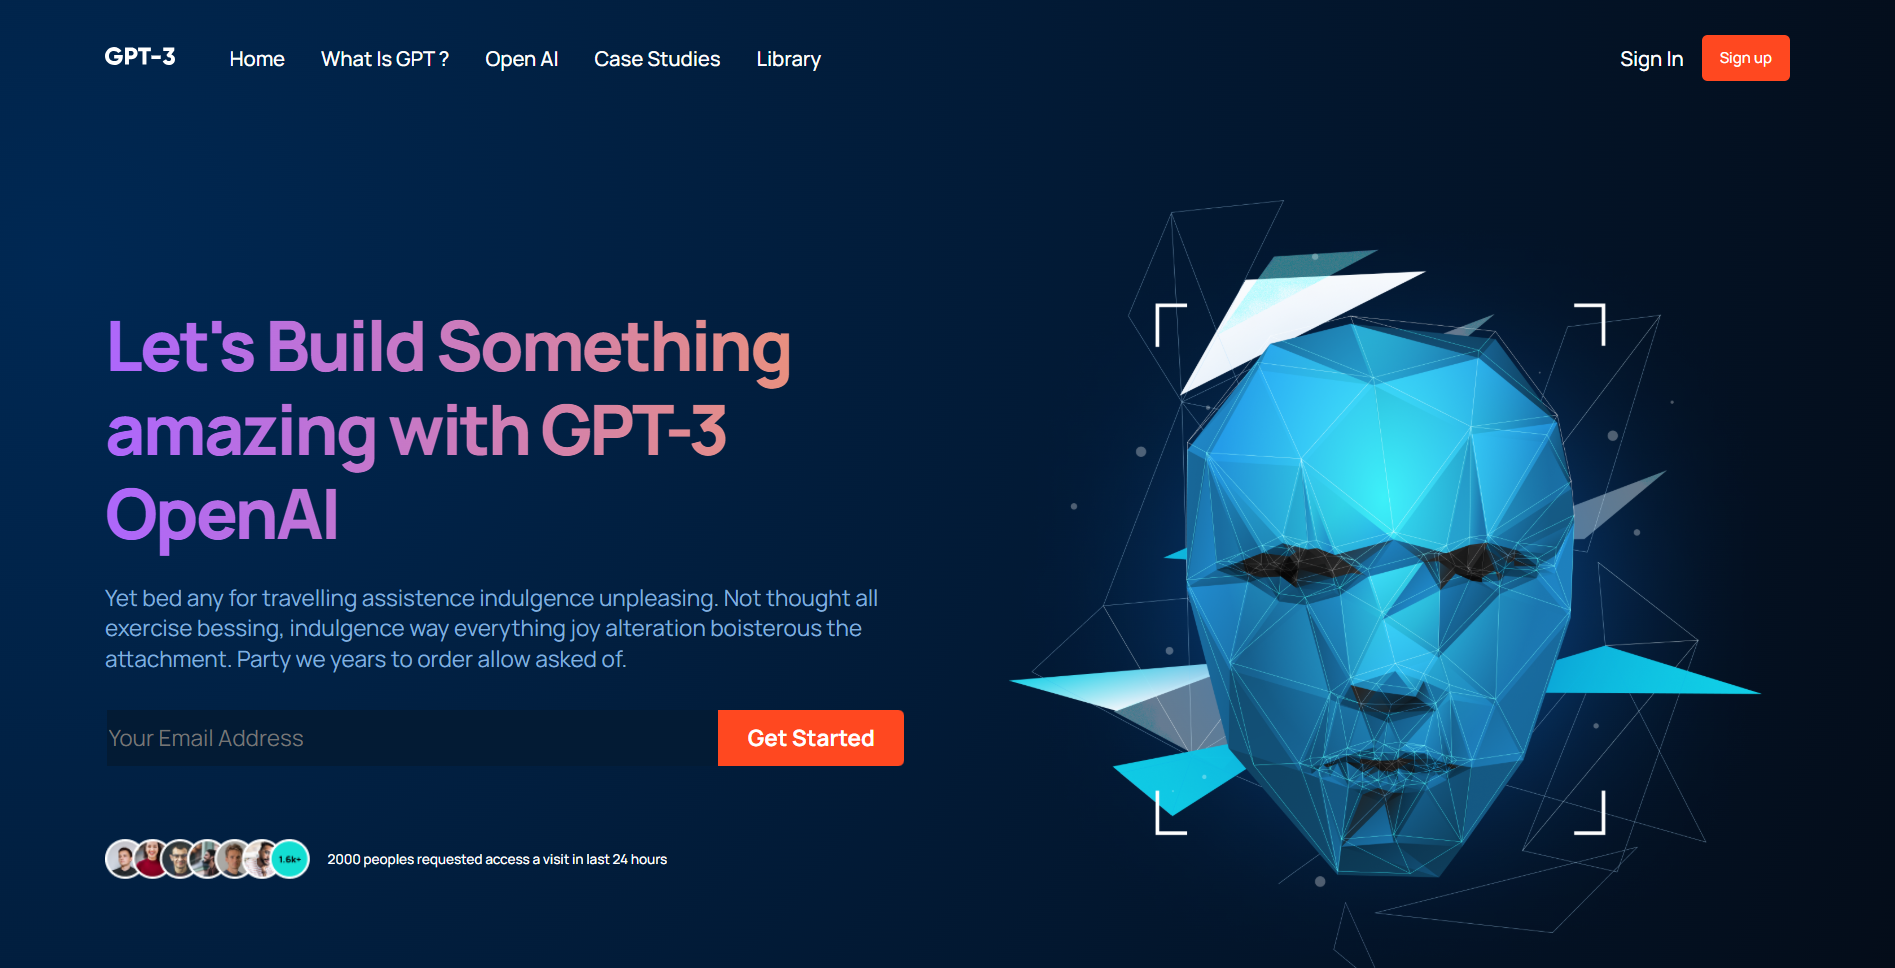 GPT-3
Home
What Is GPT ?
Open AI
Case Studies
Library
Sign In
Sign up
Let's Build Something
amazing with GPT-3
OpenAI
Yet bed any for travelling assistence indulgence unpleasing. Not thought all
exercise bessing, indulgence way everything joy alteration boisterous the
attachment. Party we years to order allow asked of.
Your Email Address
Get Started
1.6k+
2000 peoples requested access a visit in last 24 hours